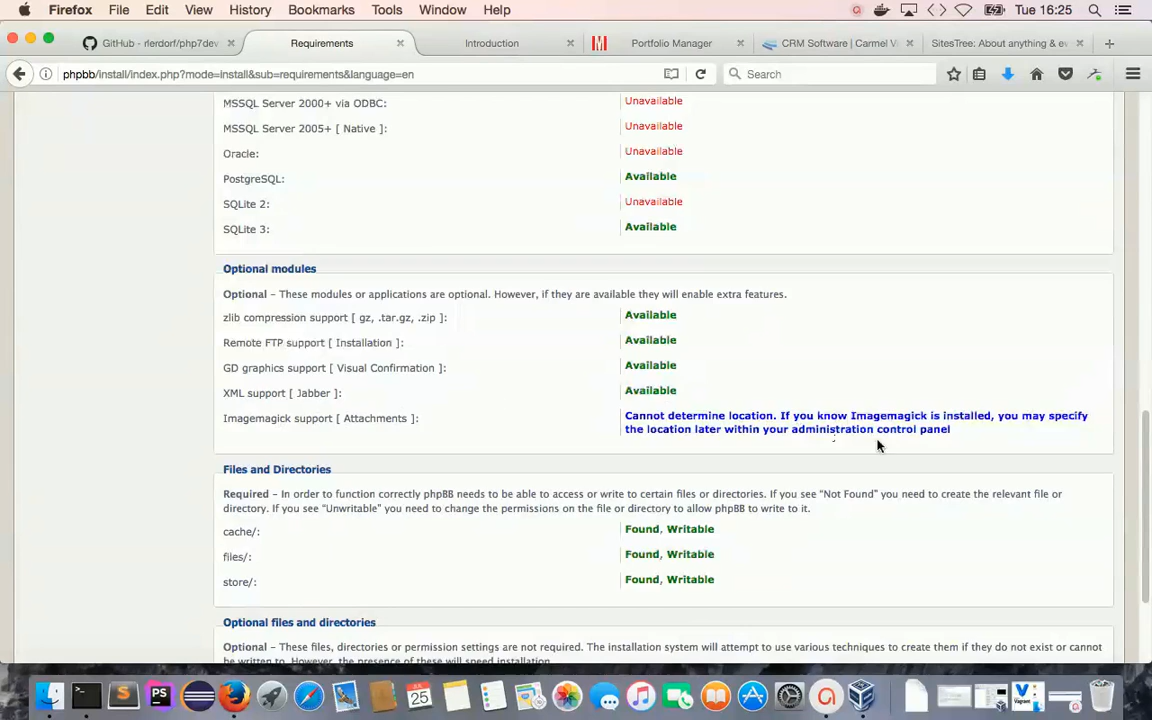 Firefox File Edit View History Bookmarks Tools Window Help Tue 16:25
GitHub - rlerdorf/php7dev Requirements Introduction Portfolio Manager CRM Software | Carmel V SitesTree: About anything & e
phpbb/install/index.php?mode=install&sub=requirements&language=en Search
MSSQL Server 2000+ via ODBC: Unavailable
MSSQL Server 2005+ [ Native ]: Unavailable
Oracle: Unavailable
PostgreSQL: Available
SQLite 2: Unavailable
SQLite 3: Available
Optional modules
Optional – These modules or applications are optional. However, if they are available they will enable extra features.
zlib compression support [ gz, .tar.gz, .zip ]: Available
Remote FTP support [ Installation ]: Available
GD graphics support [ Visual Confirmation ]: Available
XML support [ Jabber ]: Available
Imagemagick support [ Attachments ]: Cannot determine location. If you know Imagemagick is installed, you may specify
the location later within your administration control panel
Files and Directories
Required – In order to function correctly phpBB needs to be able to access or write to certain files or directories. If you see “Not Found” you need to create the relevant file or
directory. If you see “Unwritable” you need to change the permissions on the file or directory to allow phpBB to write to it.
cache/: Found, Writable
files/: Found, Writable
store/: Found, Writable
Optional files and directories
Optional – These files, directories or permission settings are not required. The installation system will attempt to use various techniques to create them if they do not exist or cannot
be written to. However, the presence of these will speed installation.